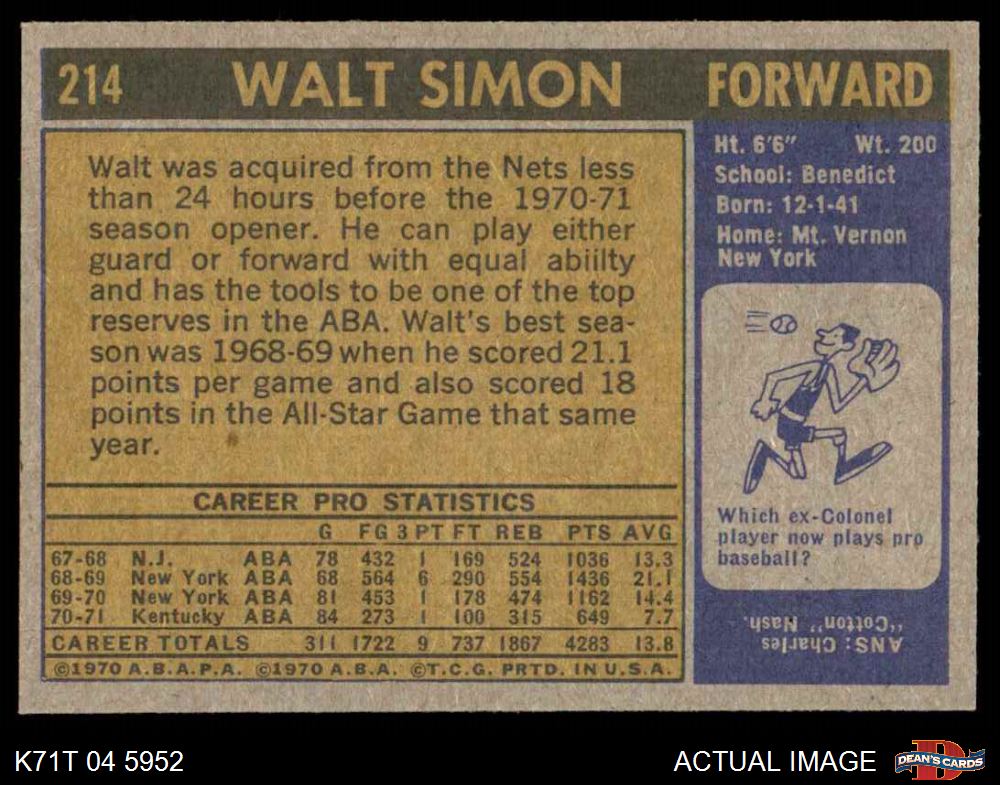 214 WALT SIMON FORWARD
Walt was acquired from the Nets less
than 24 hours before the 1970-71
season opener. He can play either
guard or forward with equal abiilty
and has the tools to be one of the top
reserves in the ABA. Walt's best sea-
son was 1968-69 when he scored 21.1
points per game and also scored 18
points in the All-Star Game that same
year.
CAREER PRO STATISTICS
G FG 3 PT FT REB PTS AVG
67-68 N.J. ABA 78 432 1 169 524 1036 13.3
68-69 New York ABA 68 564 6 290 554 1436 21.1
69-70 New York ABA 81 453 1 178 474 1162 14.4
70-71 Kentucky ABA 84 273 1 100 315 649 7.7
CAREER TOTALS 311 1722 9 737 1867 4283 13.8
©1970 A.B.A.P.A. ©1970 A.B.A. ©T.C.G. PRTD. IN U.S.A.
Ht. 6'6" Wt. 200
School: Benedict
Born: 12-1-41
Home: Mt. Vernon
New York
Which ex-Colonel
player now plays pro
baseball?
ANS: Charles
"Cotton" Nash.
K71T 04 5952
ACTUAL IMAGE
D
DEAN'S CARDS